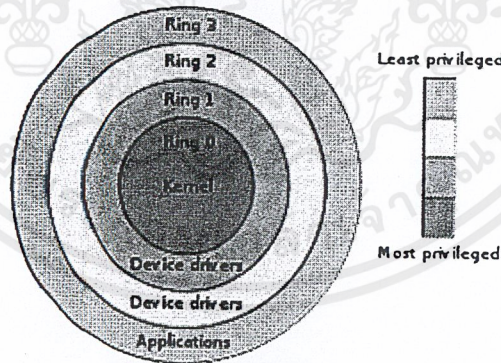 Ring 3
Ring 2
Ring 1
Ring 0
Kernel
Device drivers
Device drivers
Applications
Least privileged
Most privileged